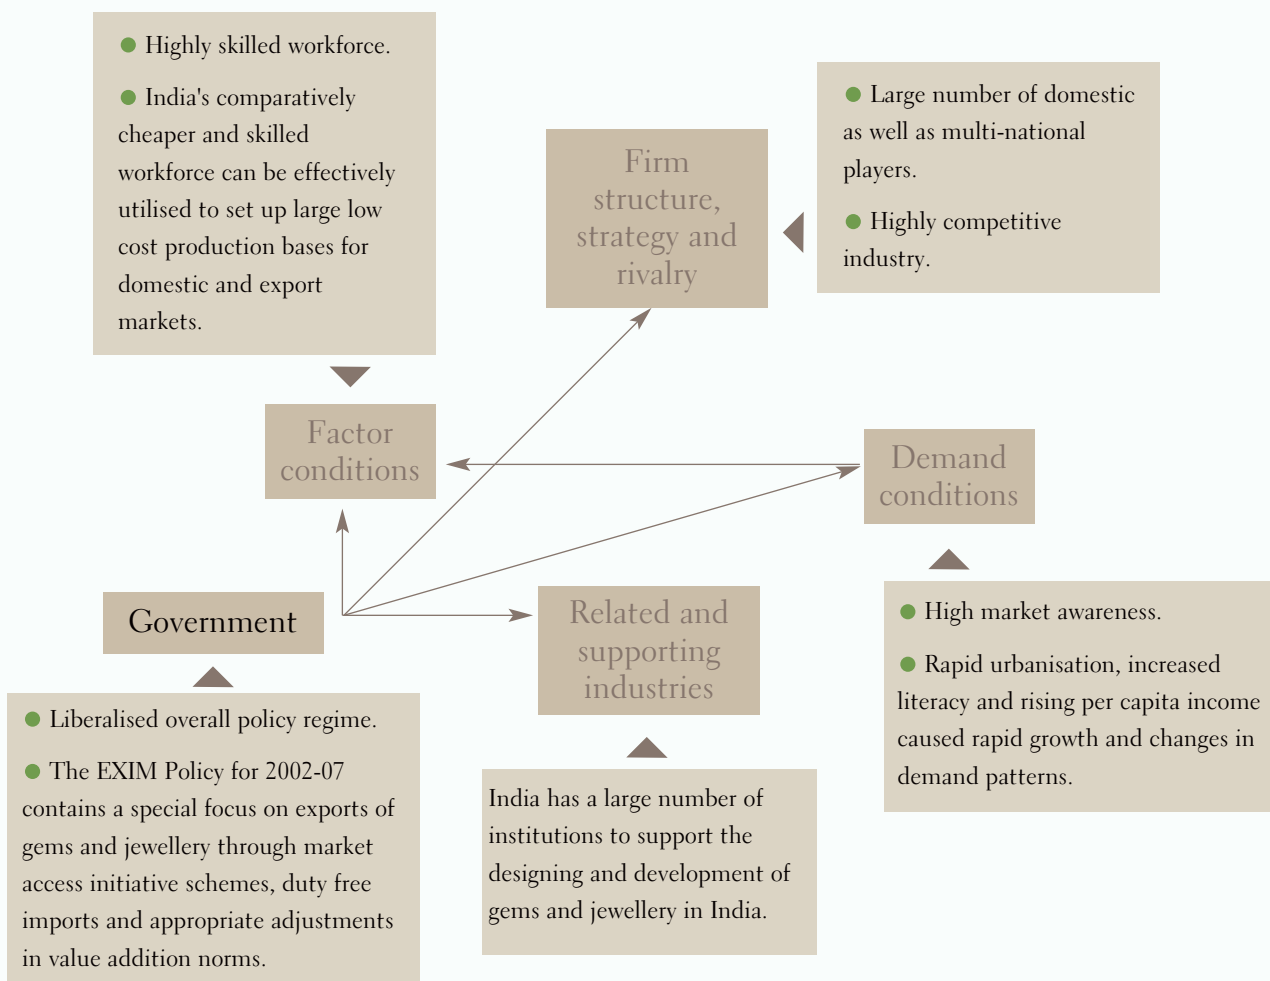 ● Highly skilled workforce.
● India's comparatively
cheaper and skilled
workforce can be effectively
utilised to set up large low
cost production bases for
domestic and export
markets.
Firm
structure,
strategy and
rivalry
● Large number of domestic
as well as multi-national
players.
● Highly competitive
industry.
Factor
conditions
Demand
conditions
Government
Related and
supporting
industries
● High market awareness.
● Rapid urbanisation, increased
literacy and rising per capita income
caused rapid growth and changes in
demand patterns.
● Liberalised overall policy regime.
● The EXIM Policy for 2002-07
contains a special focus on exports of
gems and jewellery through market
access initiative schemes, duty free
imports and appropriate adjustments
in value addition norms.
India has a large number of
institutions to support the
designing and development of
gems and jewellery in India.